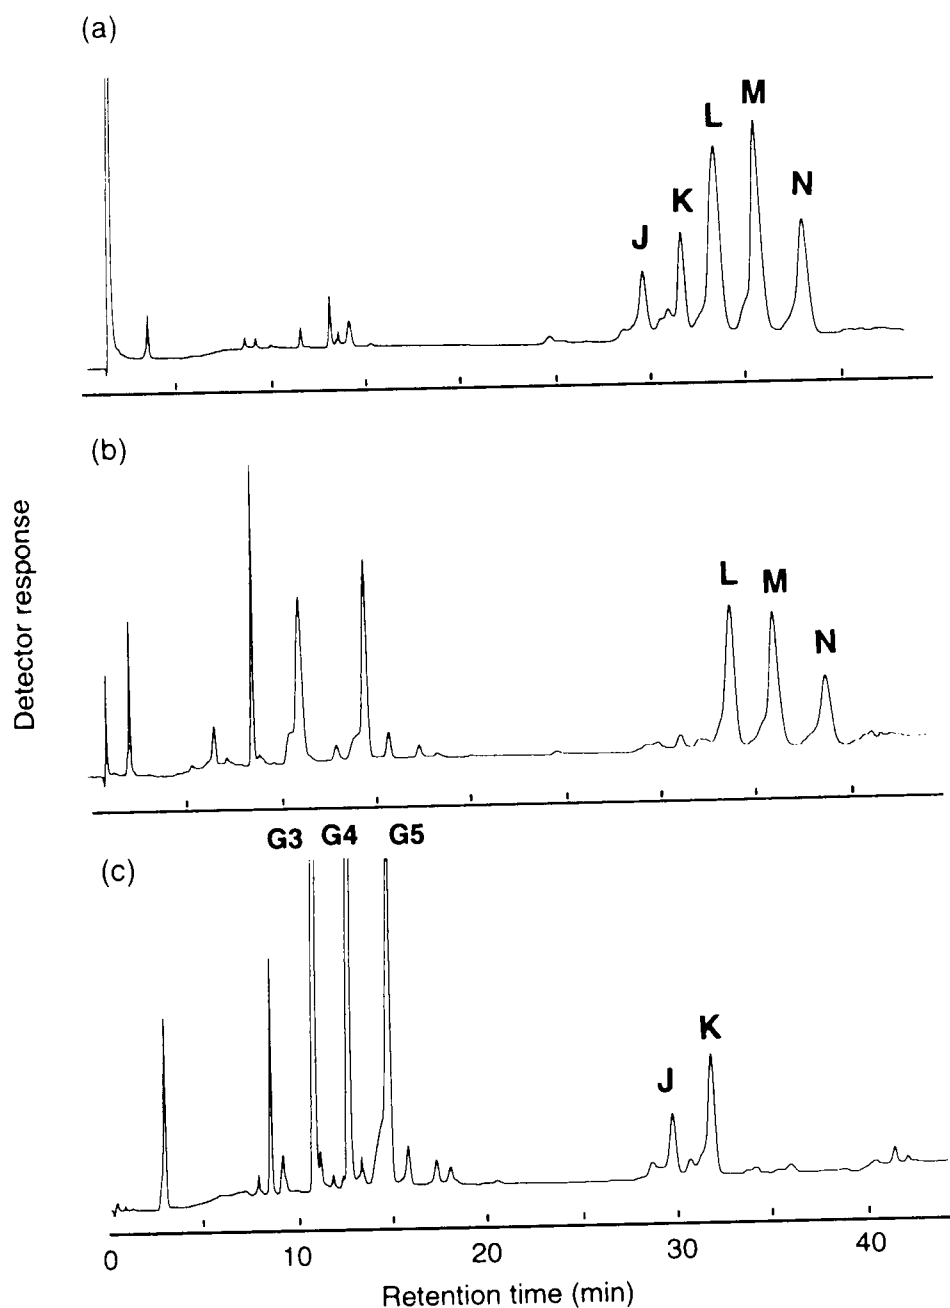 (a)
J
K
L
M
N
(b)
L
M
N
(c)
G3 G4 G5
J
K
0 10 20 30 40
Retention time (min)
Detector response